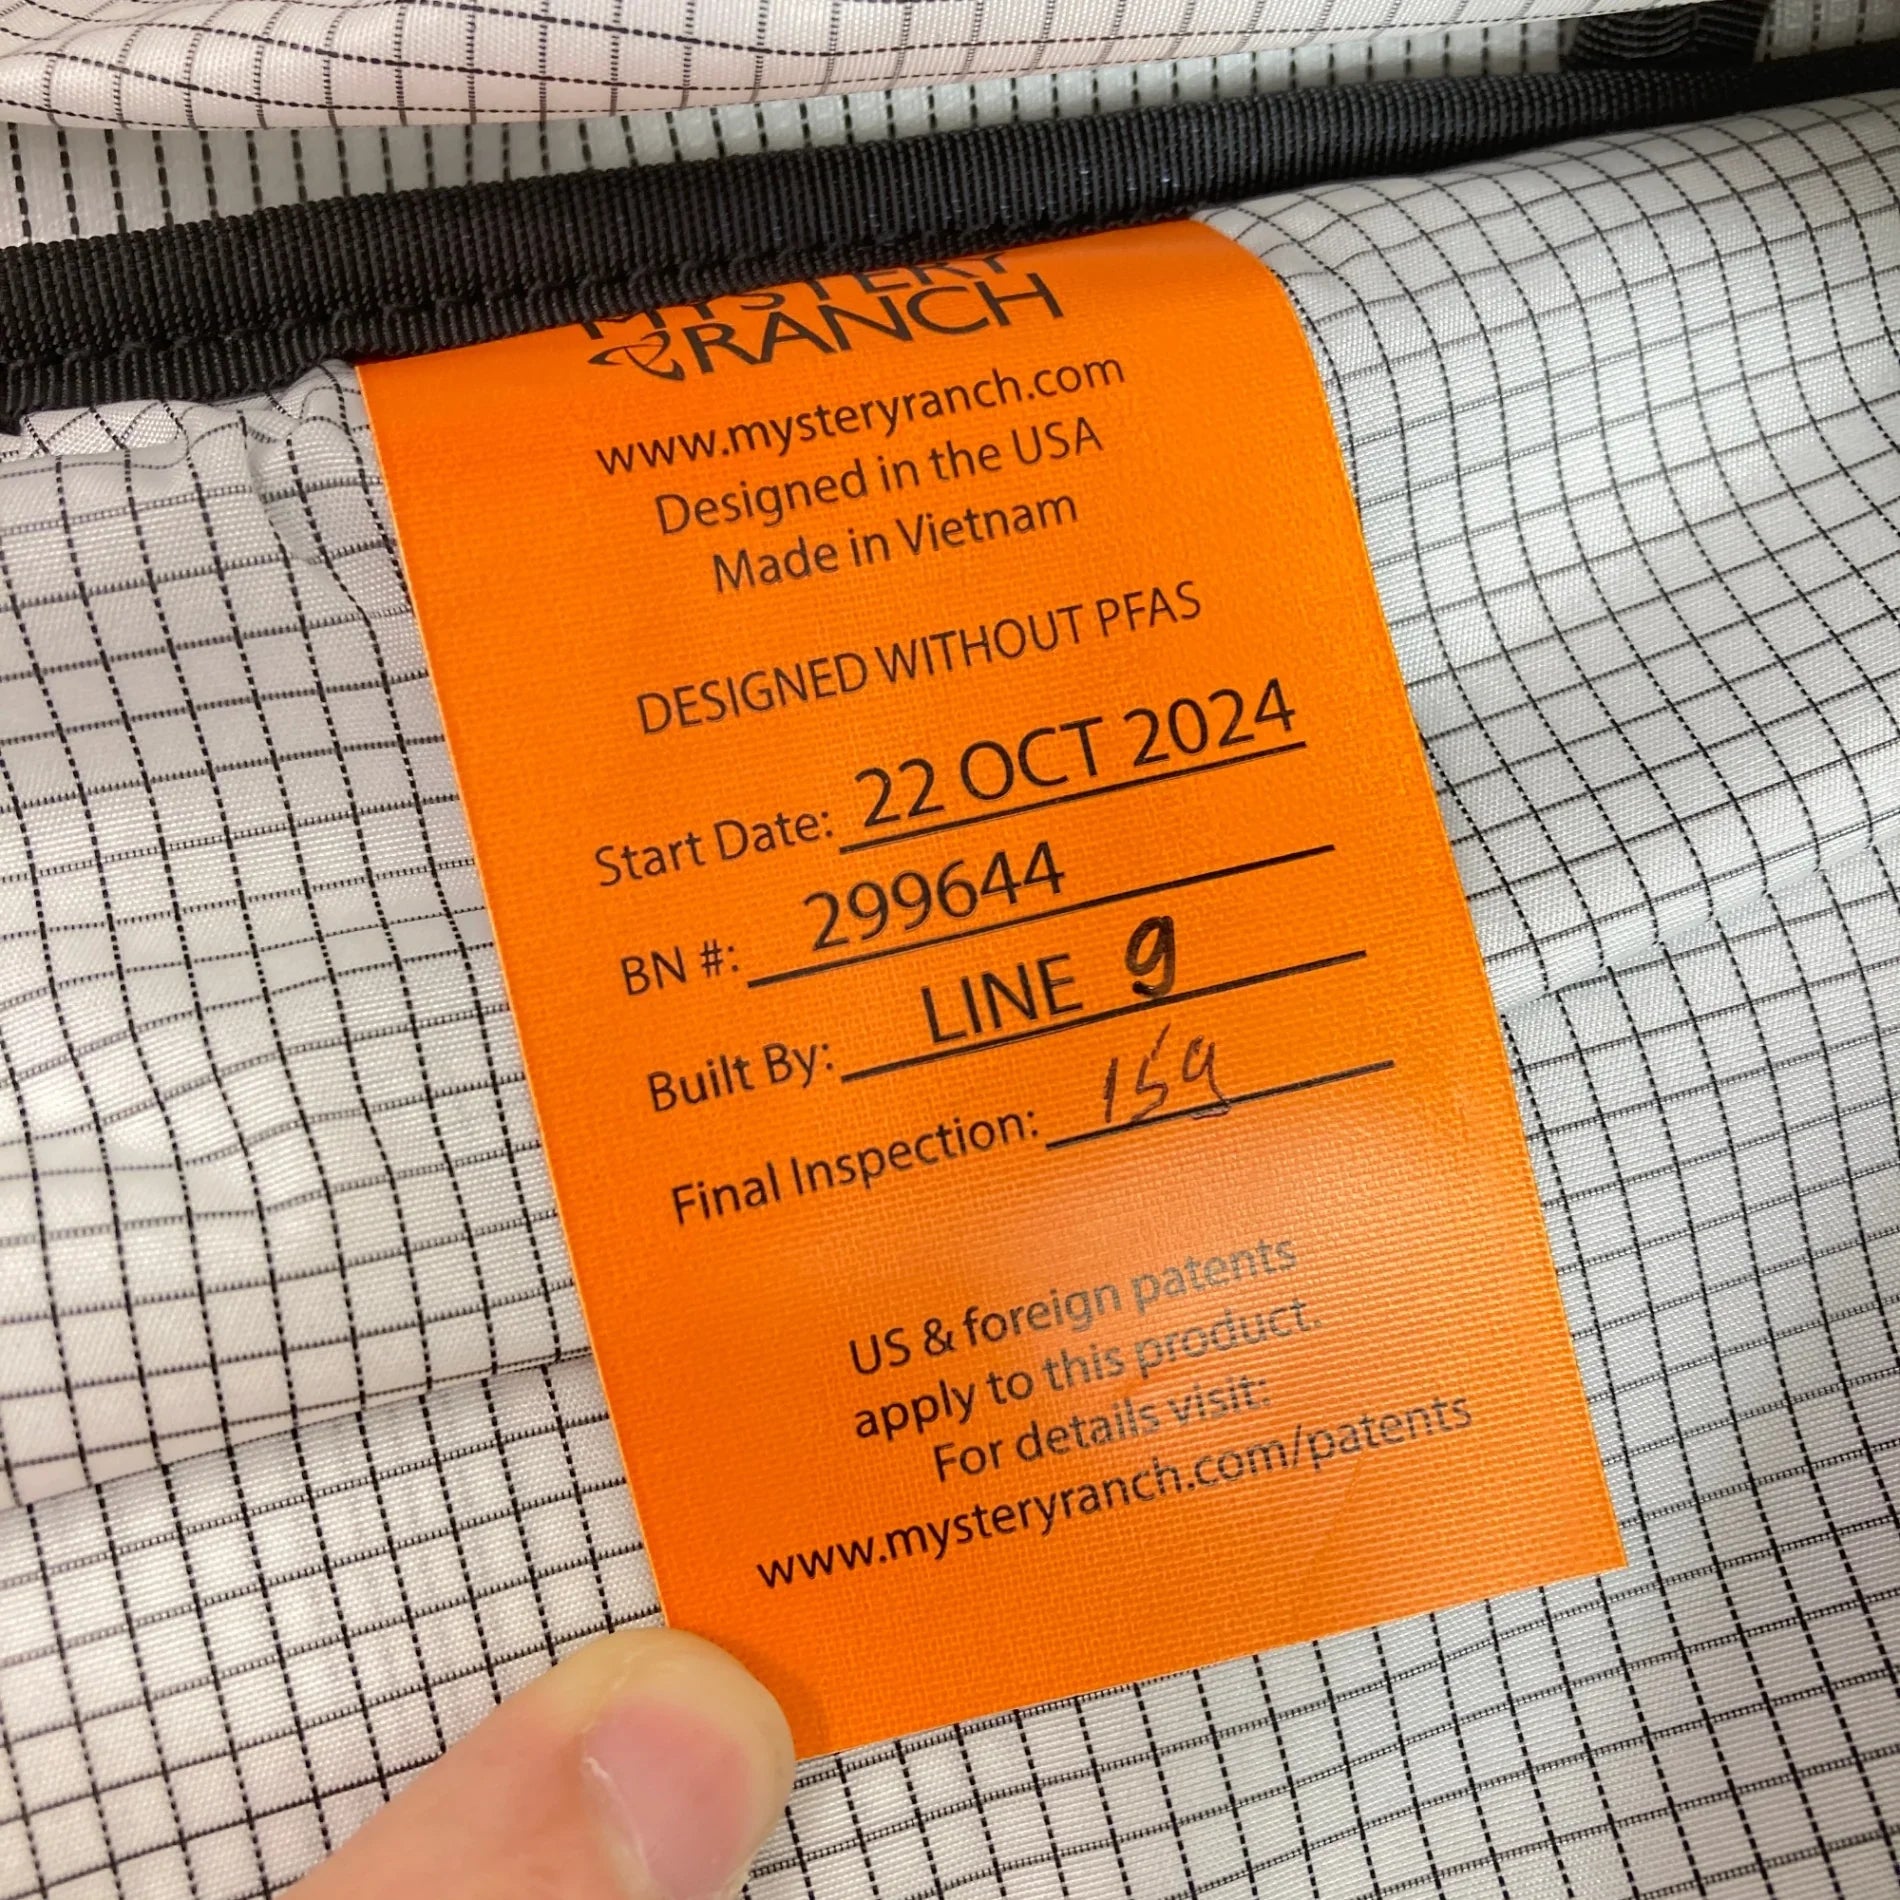 MYSTERY
RANCH
www.mysteryranch.com
Designed in the USA
Made in Vietnam
DESIGNED WITHOUT PFAS
Start Date: 22 OCT 2024
BN #: 299644
Built By: LINE 9
Final Inspection: 159
US & foreign patents
apply to this product.
For details visit:
www.mysteryranch.com/patents